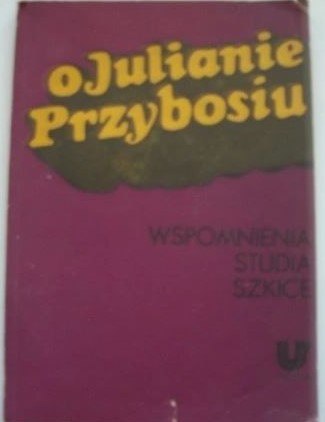 o Julianie
Przybosiu
WSPOMNIENIA
STUDIA
SZKICE